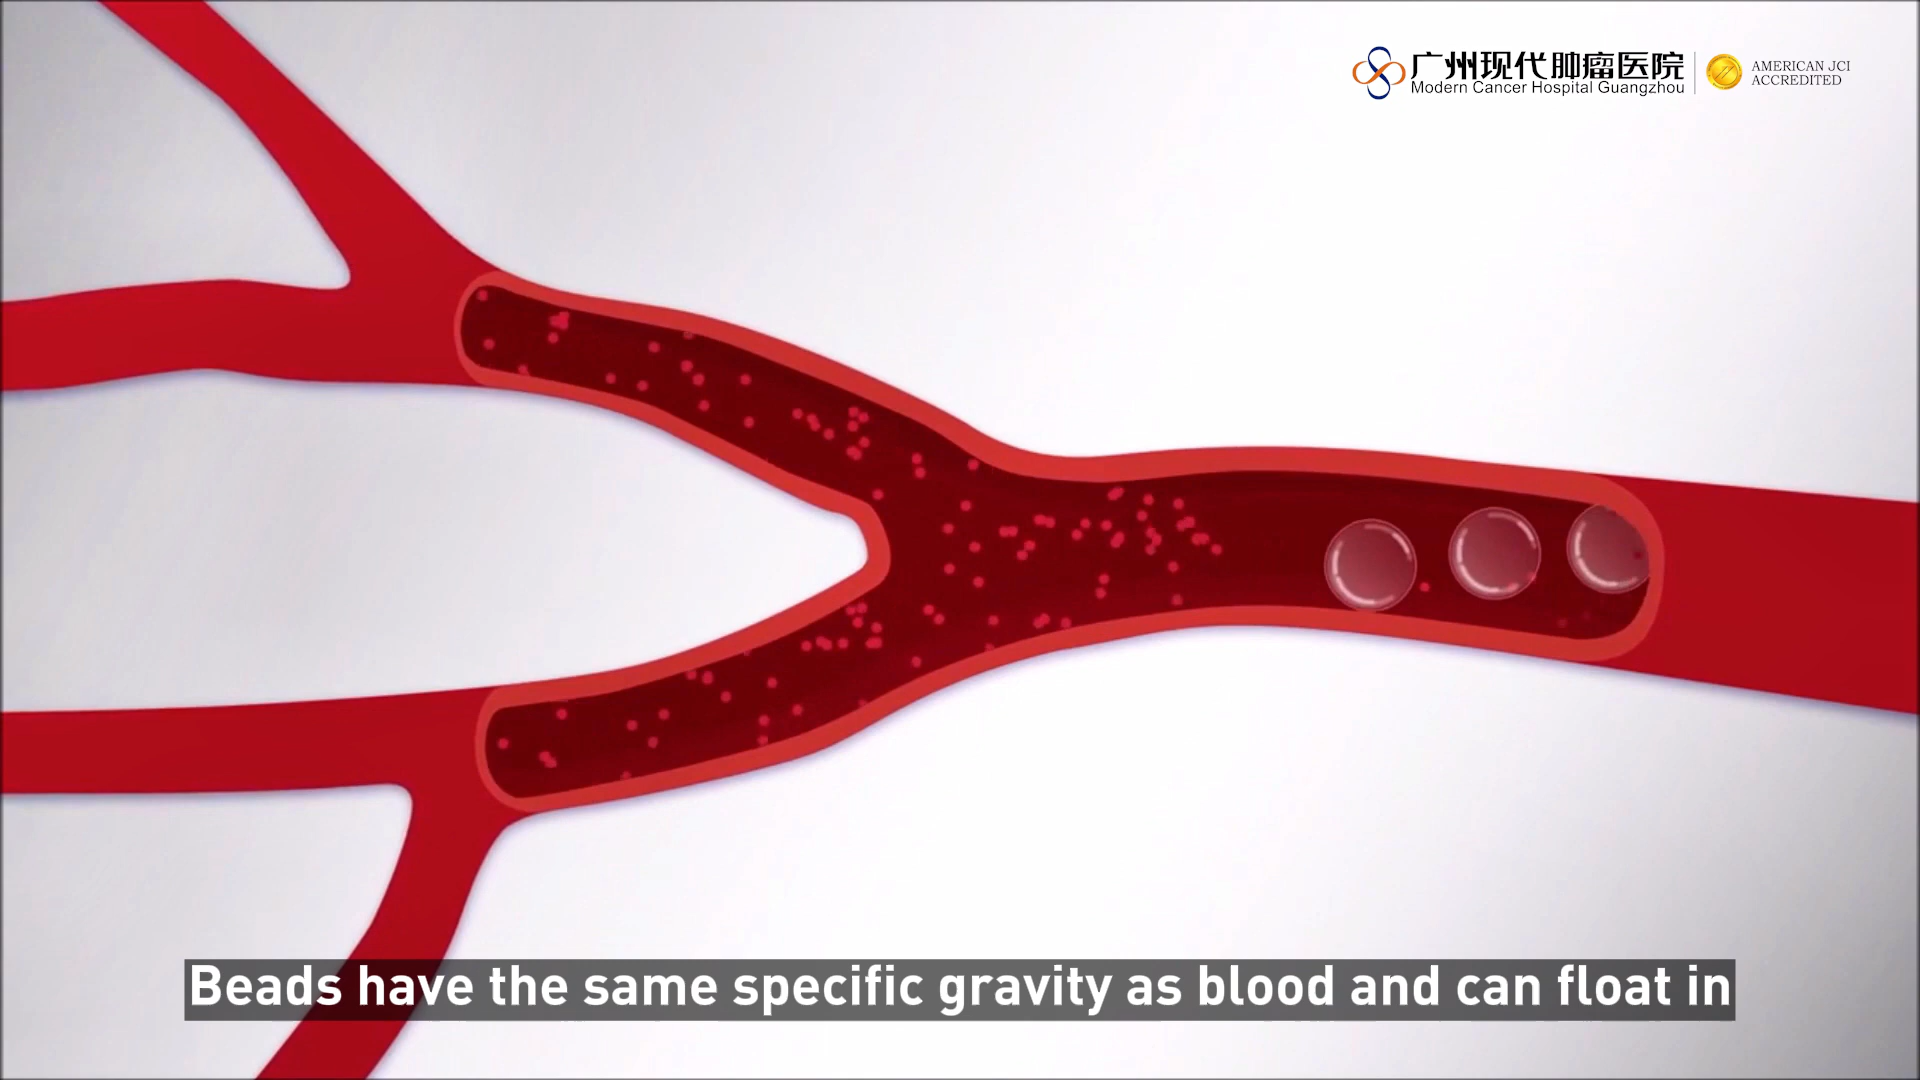 广州现代肿瘤医院
Modern Cancer Hospital Guangzhou
AMERICAN JCI
ACCREDITED
Beads have the same specific gravity as blood and can float in